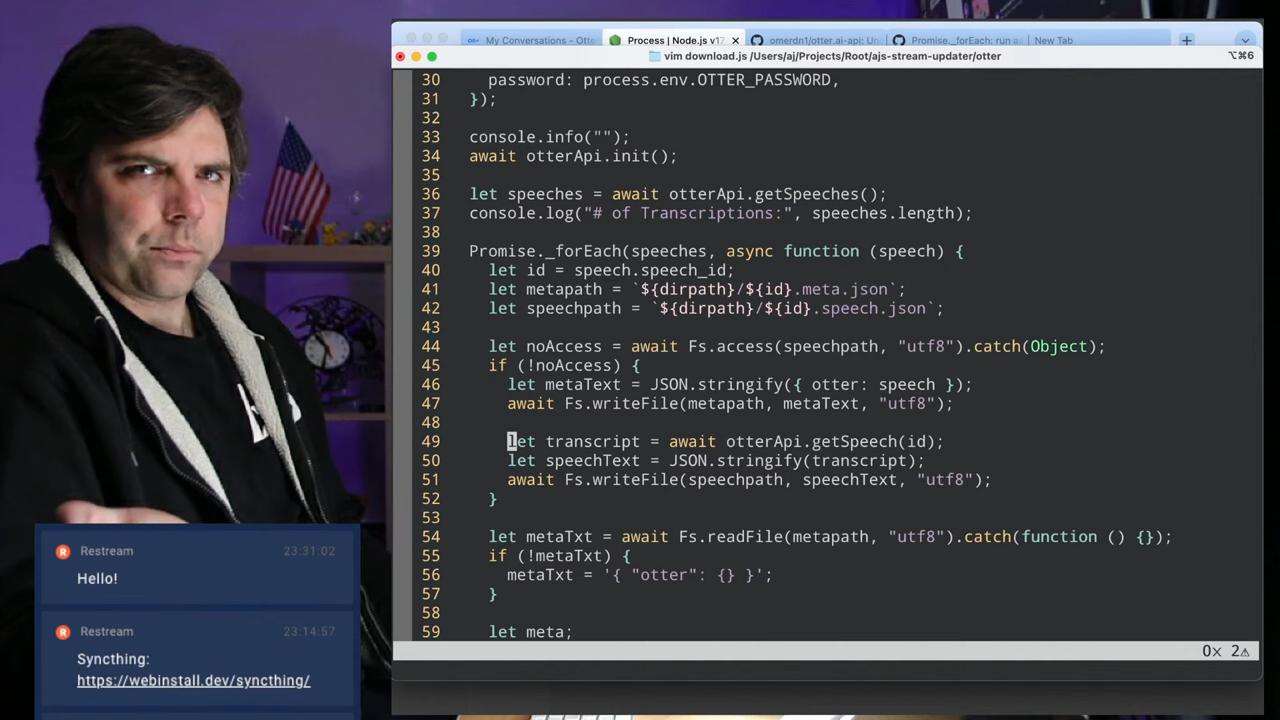 My Conversations - Otte
Process | Node.js v17
omerdn1/otter.ai-api: Un
Promise._forEach: run a
New Tab
vim download.js /Users/aj/Projects/Root/ajs-stream-updater/otter
⌥⌘6
30 password: process.env.OTTER_PASSWORD,
31 });
32
33 console.info("");
34 await otterApi.init();
35
36 let speeches = await otterApi.getSpeeches();
37 console.log("# of Transcriptions:", speeches.length);
38
39 Promise._forEach(speeches, async function (speech) {
40 let id = speech.speech_id;
41 let metapath = `${dirpath}/${id}.meta.json`;
42 let speechpath = `${dirpath}/${id}.speech.json`;
43
44 let noAccess = await Fs.access(speechpath, "utf8").catch(Object);
45 if (!noAccess) {
46 let metaText = JSON.stringify({ otter: speech });
47 await Fs.writeFile(metapath, metaText, "utf8");
48
49 let transcript = await otterApi.getSpeech(id);
50 let speechText = JSON.stringify(transcript);
51 await Fs.writeFile(speechpath, speechText, "utf8");
52 }
53
54 let metaTxt = await Fs.readFile(metapath, "utf8").catch(function () {});
55 if (!metaTxt) {
56 metaTxt = '{ "otter": {} }';
57 }
58
59 let meta;
0× 2⚠
Restream 23:31:02
Hello!
Restream 23:14:57
Syncthing:
https://webinstall.dev/syncthing/